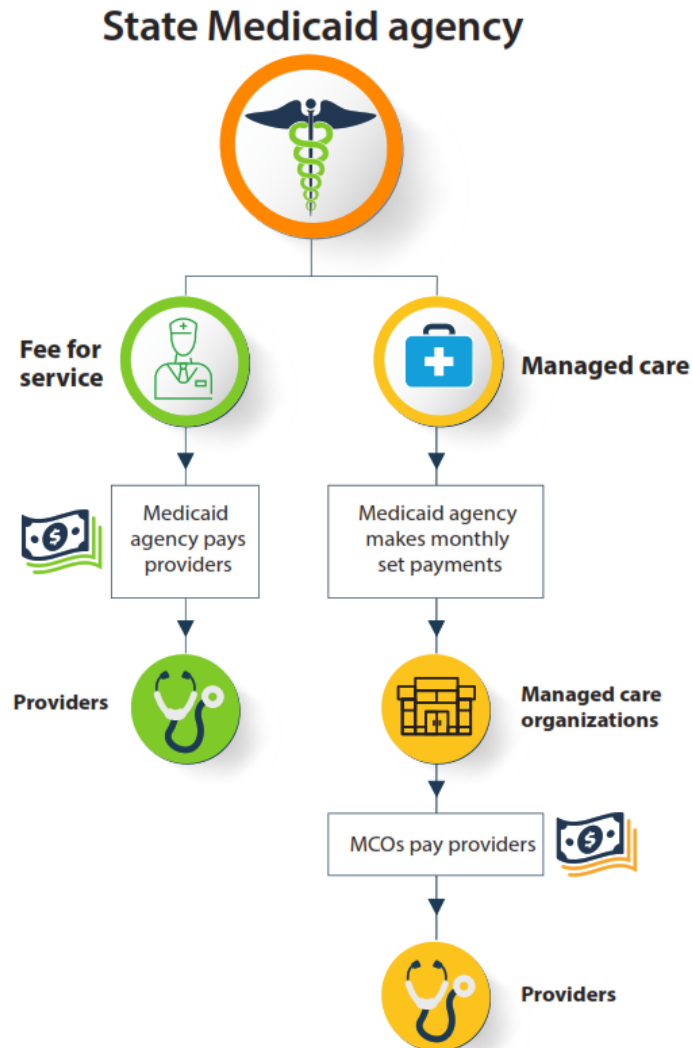 State Medicaid agency
Fee for
service
Managed care
Medicaid
agency pays
providers
Medicaid agency
makes monthly
set payments
Providers
Managed care
organizations
MCOs pay providers
Providers